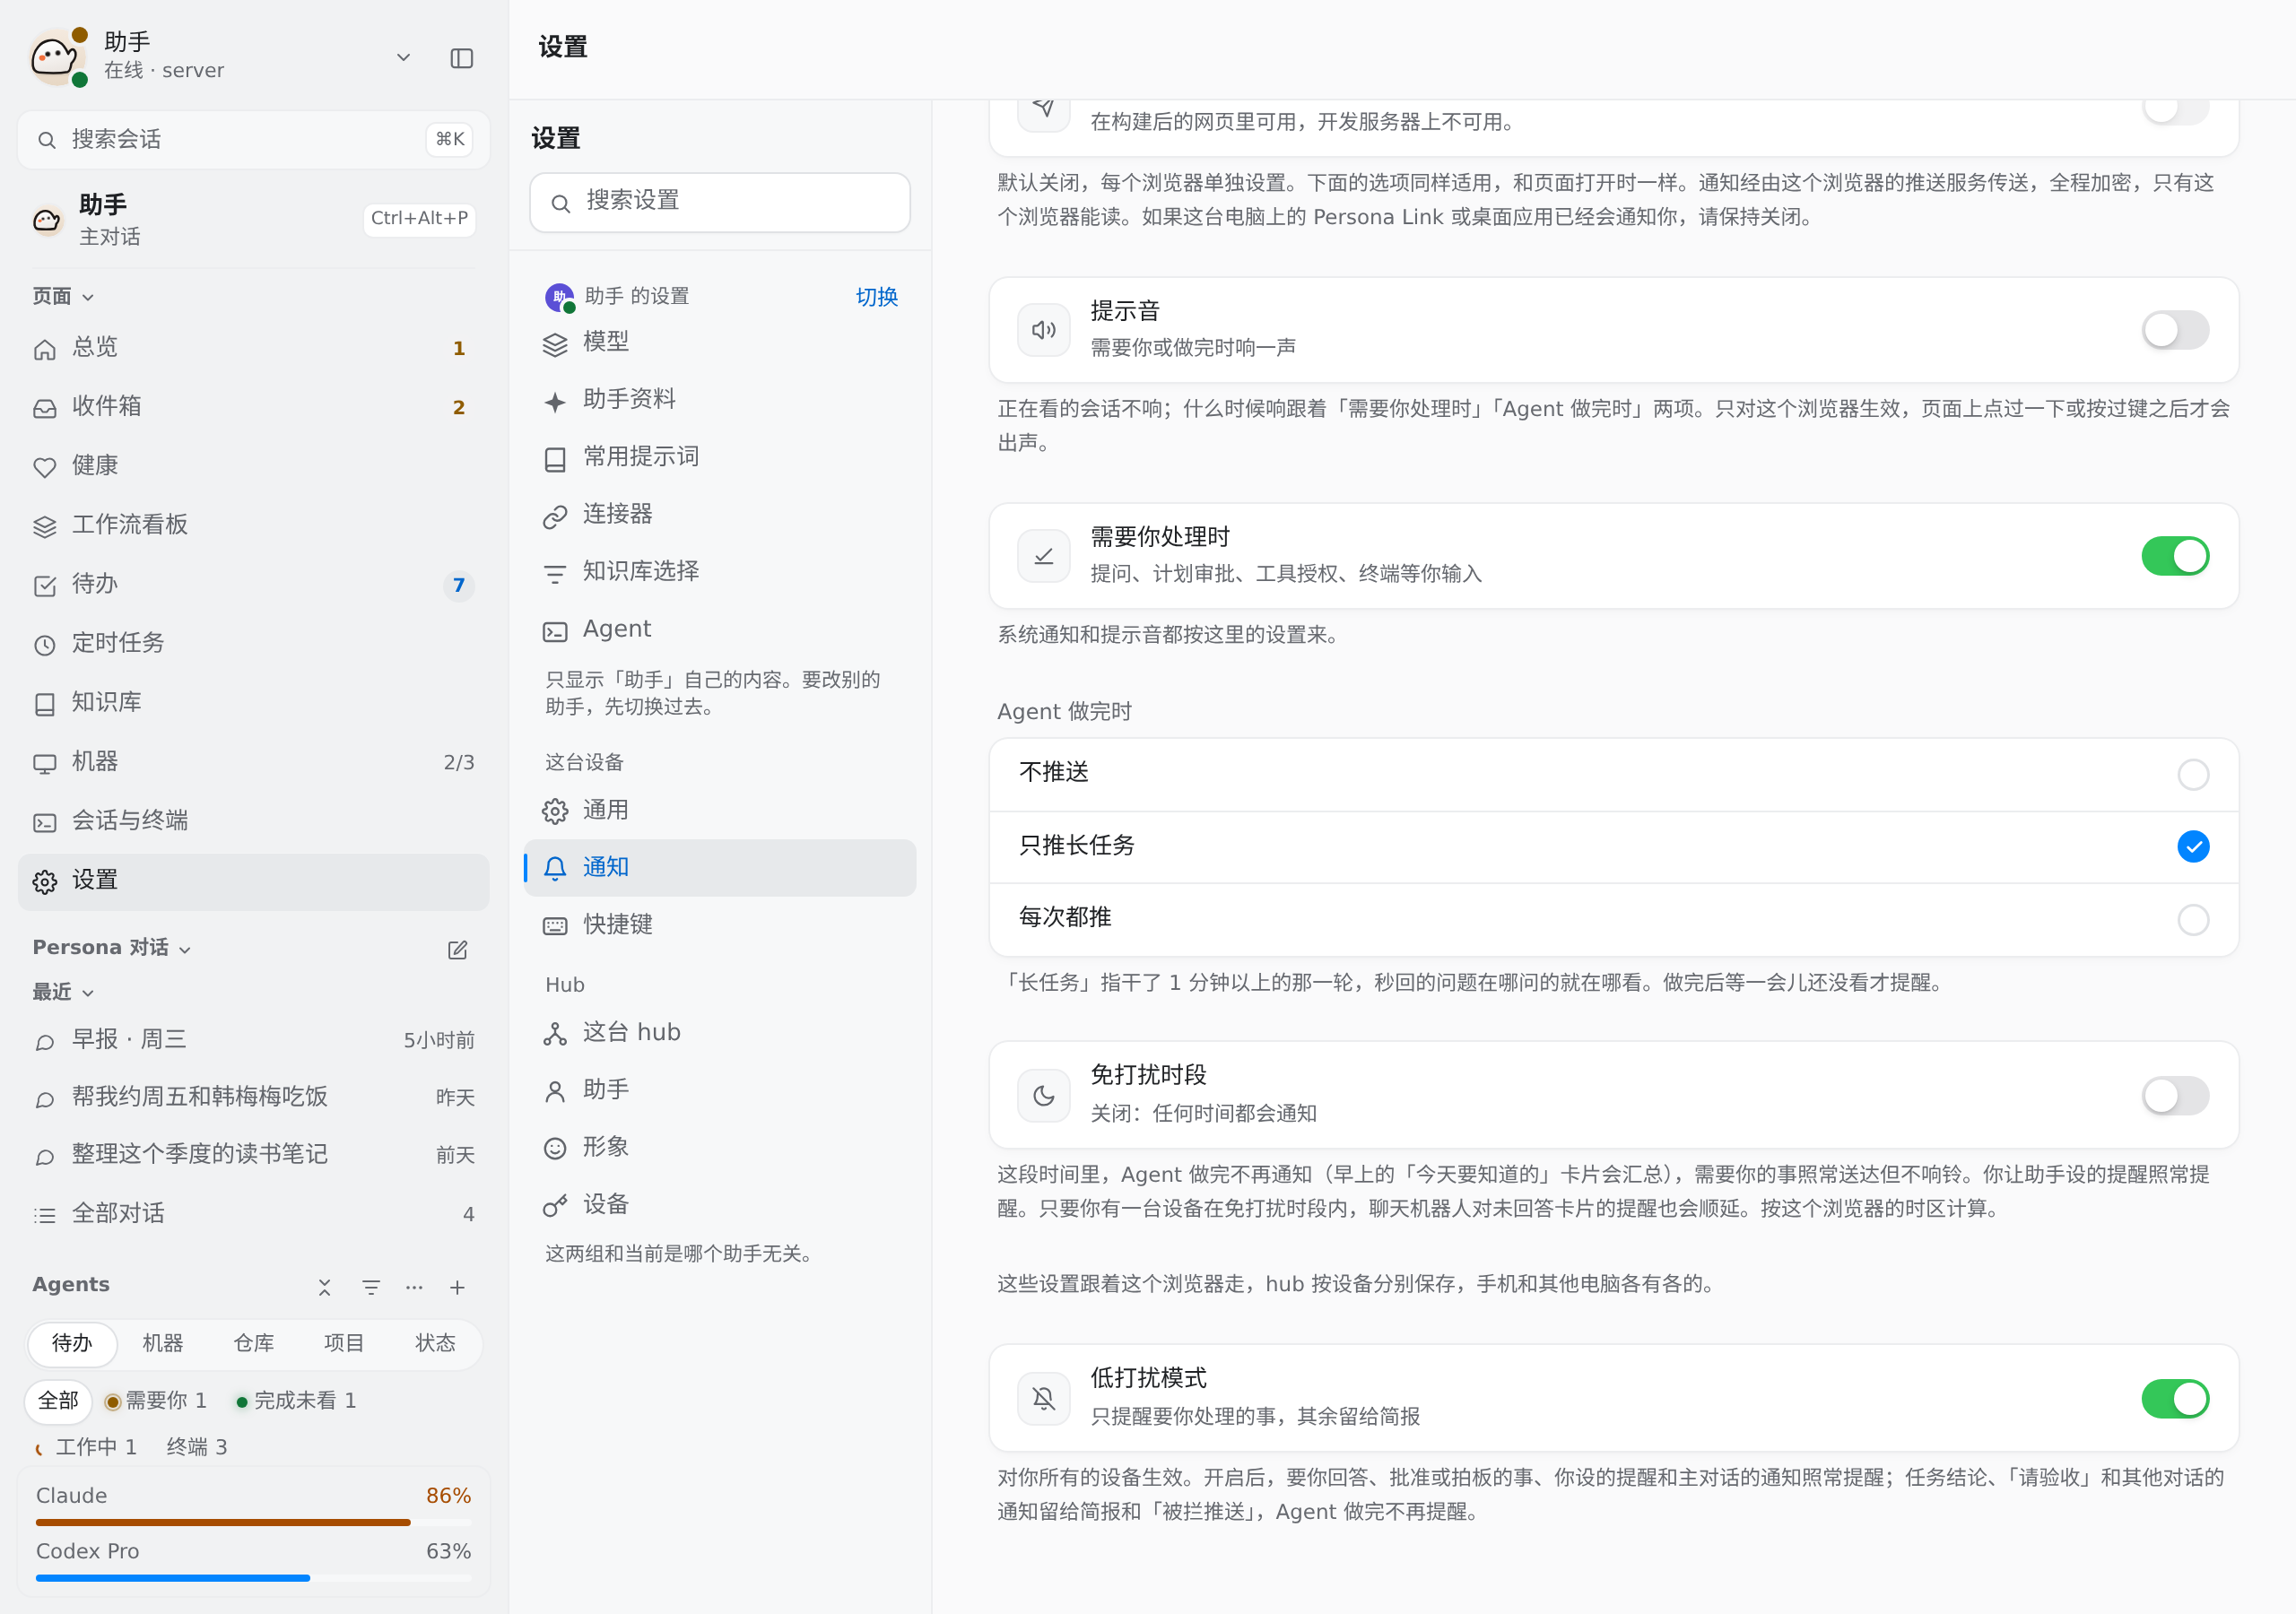 助手
在线 · server
搜索会话
⌘K
助手
主对话
Ctrl+Alt+P
页面
总览
1
收件箱
2
健康
工作流看板
待办
7
定时任务
知识库
机器
2/3
会话与终端
设置
Persona 对话
最近
早报 · 周三
5小时前
帮我约周五和韩梅梅吃饭
昨天
整理这个季度的读书笔记
前天
全部对话
4
Agents
待办
机器
仓库
项目
状态
全部
需要你 1
完成未看 1
工作中 1
终端 3
Claude
86%
Codex Pro
63%
设置
设置
搜索设置
助
助手 的设置
切换
模型
助手资料
常用提示词
连接器
知识库选择
Agent
只显示「助手」自己的内容。要改别的
助手，先切换过去。
这台设备
通用
通知
快捷键
Hub
这台 hub
助手
形象
设备
这两组和当前是哪个助手无关。
在构建后的网页里可用，开发服务器上不可用。
默认关闭，每个浏览器单独设置。下面的选项同样适用，和页面打开时一样。通知经由这个浏览器的推送服务传送，全程加密，只有这
个浏览器能读。如果这台电脑上的 Persona Link 或桌面应用已经会通知你，请保持关闭。
提示音
需要你或做完时响一声
正在看的会话不响；什么时候响跟着「需要你处理时」「Agent 做完时」两项。只对这个浏览器生效，页面上点过一下或按过键之后才会
出声。
需要你处理时
提问、计划审批、工具授权、终端等你输入
系统通知和提示音都按这里的设置来。
Agent 做完时
不推送
只推长任务
每次都推
「长任务」指干了 1 分钟以上的那一轮，秒回的问题在哪问的就在哪看。做完后等一会儿还没看才提醒。
免打扰时段
关闭：任何时间都会通知
这段时间里，Agent 做完不再通知（早上的「今天要知道的」卡片会汇总），需要你的事照常送达但不响铃。你让助手设的提醒照常提
醒。只要你有一台设备在免打扰时段内，聊天机器人对未回答卡片的提醒也会顺延。按这个浏览器的时区计算。
这些设置跟着这个浏览器走，hub 按设备分别保存，手机和其他电脑各有各的。
低打扰模式
只提醒要你处理的事，其余留给简报
对你所有的设备生效。开启后，要你回答、批准或拍板的事、你设的提醒和主对话的通知照常提醒；任务结论、「请验收」和其他对话的
通知留给简报和「被拦推送」，Agent 做完不再提醒。